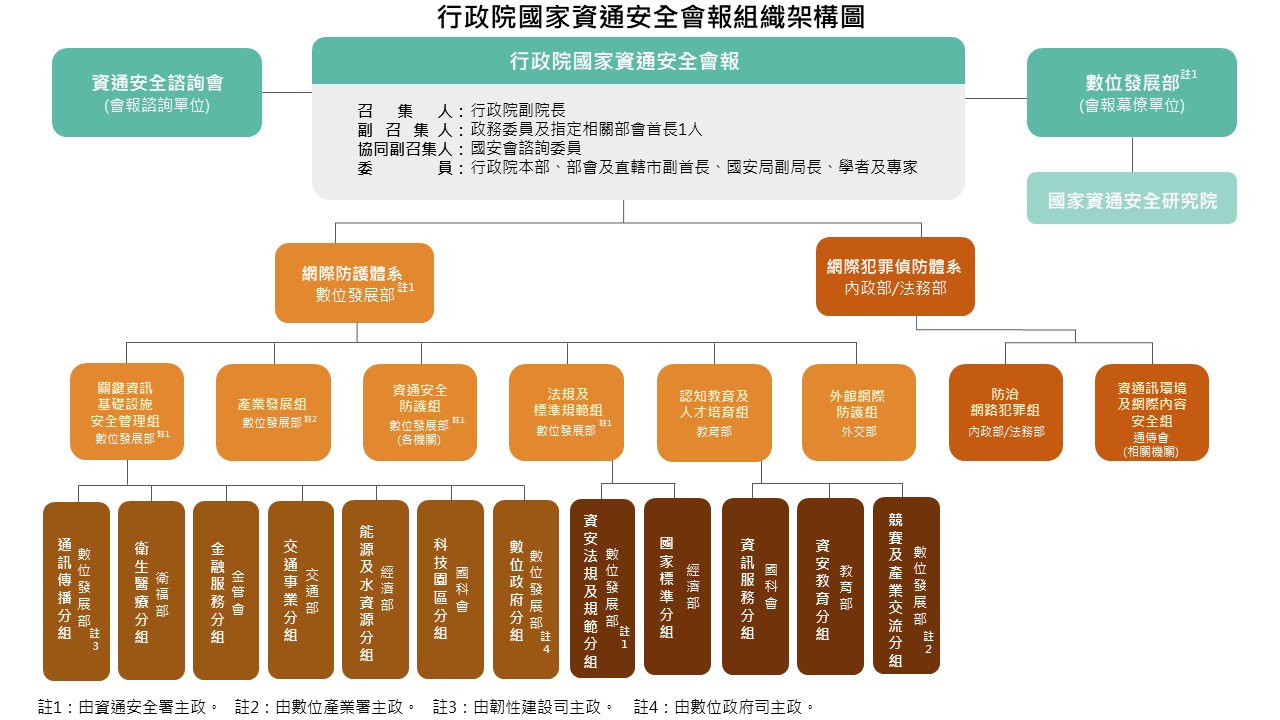 行政院國家資通安全會報組織架構圖
資通安全諮詢會
(會報諮詢單位)
行政院國家資通安全會報
召集人：行政院副院長
副召集人：政務委員及指定相關部會首長1人
協同副召集人：國安會諮詢委員
委員：行政院本部、部會及直轄市副首長、國安局副局長、學者及專家
數位發展部註1
(會報幕僚單位)
國家資通安全研究院
網際防護體系
數位發展部註1
網際犯罪偵防體系
內政部/法務部
關鍵資訊
基礎設施
安全管理組
數位發展部註1
產業發展組
數位發展部註2
資通安全
防護組
數位發展部註1
(各機關)
法規及
標準規範組
數位發展部註1
認知教育及
人才培育組
教育部
外館網際
防護組
外交部
防治
網路犯罪組
內政部/法務部
資通訊環境
及網際內容
安全組
通傳會
(相關機關)
通訊傳播分組
數位發展部註3
衛生醫療分組
衛福部
金融服務分組
金管會
交通事業分組
交通部
能源及水資源分組
經濟部
科技園區分組
國科會
數位政府分組
數位發展部註4
資安法規及規範分組
數位發展部註1
國家標準分組
經濟部
資訊服務分組
國科會
資安教育分組
教育部
競賽及產業交流分組
數位發展部註2
註1：由資通安全署主政。 註2：由數位產業署主政。 註3：由韌性建設司主政。 註4：由數位政府司主政。